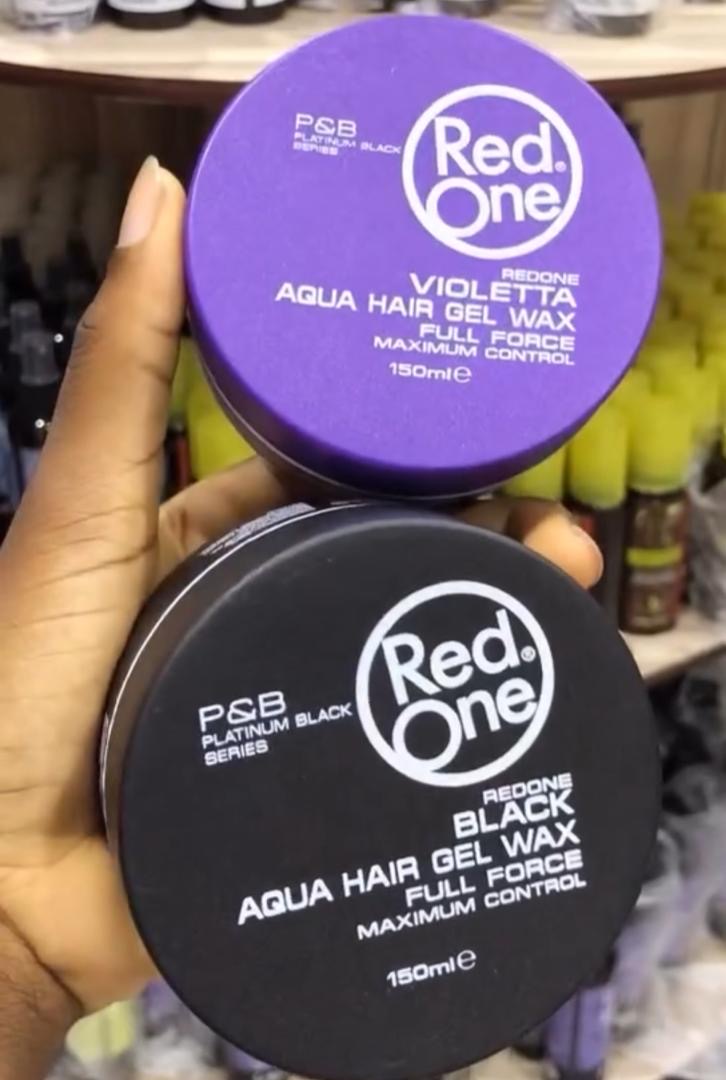 P&B
PLATINUM BLACK
SERIES
Red®
One
REDONE
VIOLETTA
AQUA HAIR GEL WAX
FULL FORCE
MAXIMUM CONTROL
150ml e
P&B
PLATINUM BLACK
SERIES
Red®
One
REDONE
BLACK
AQUA HAIR GEL WAX
FULL FORCE
MAXIMUM CONTROL
150ml e